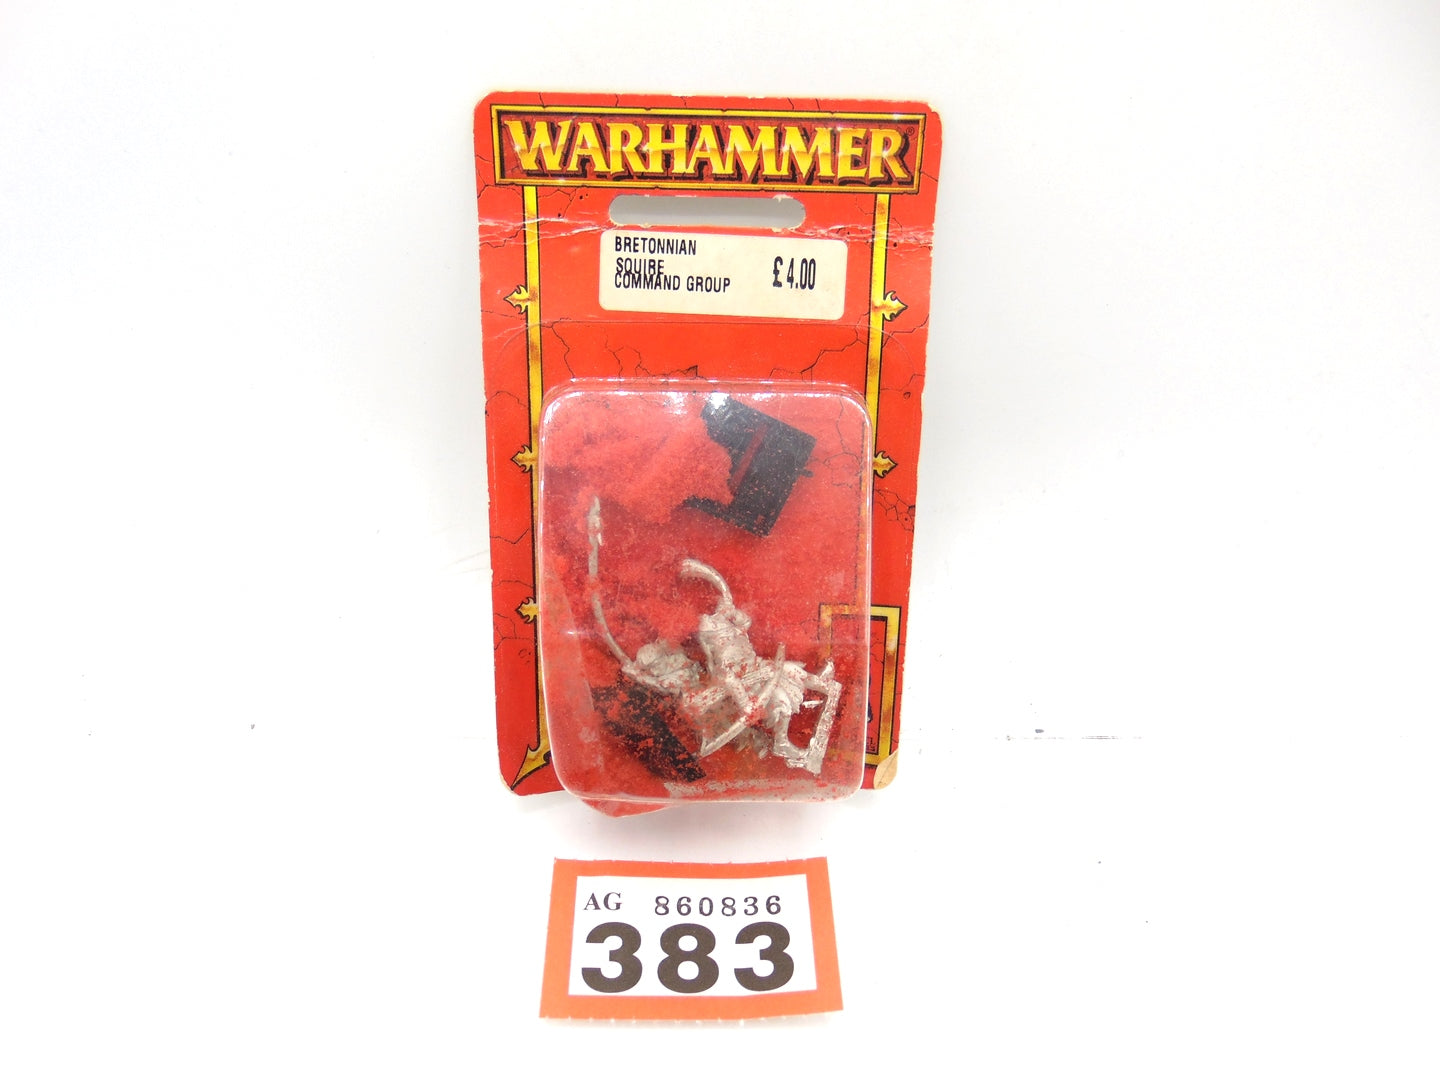 WARHAMMER®
BRETONNIAN
SQUIRE
COMMAND GROUP
£4.00
AG 860836
383